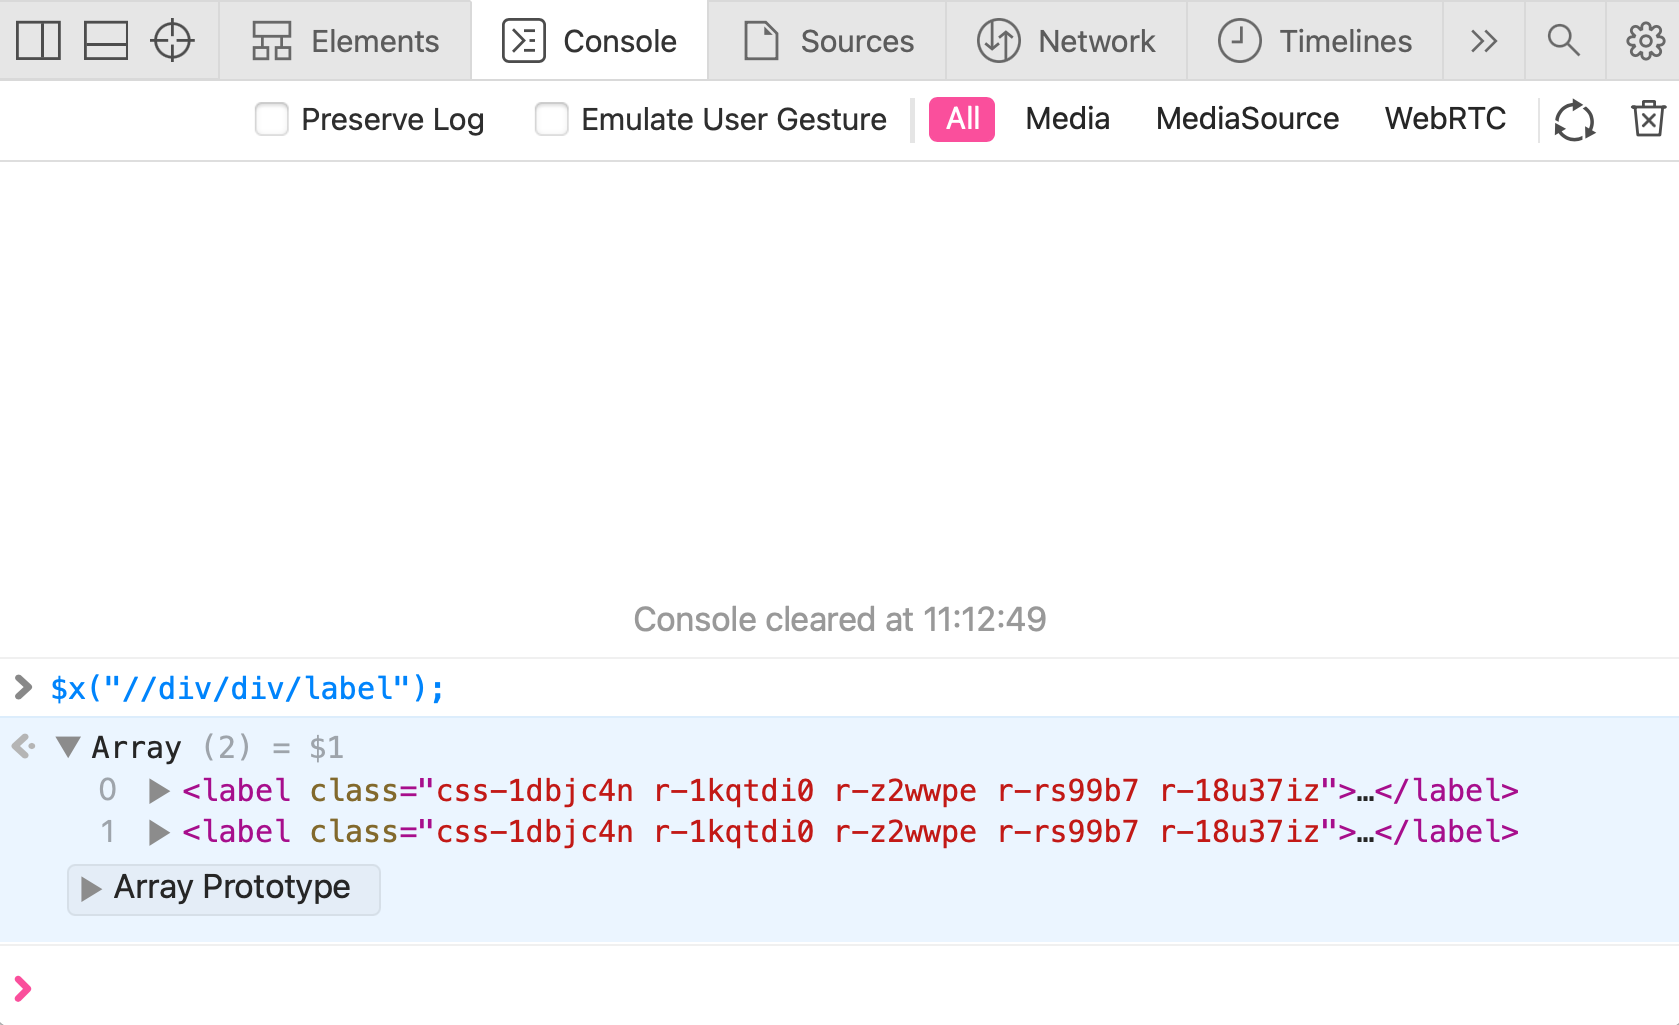 Elements Console Sources Network Timelines
Preserve Log Emulate User Gesture All Media MediaSource WebRTC
Console cleared at 11:12:49
$x("//div/div/label");
Array (2) = $1
0 <label class="css-1dbjc4n r-1kqtdi0 r-z2wwpe r-rs99b7 r-18u37iz">…</label>
1 <label class="css-1dbjc4n r-1kqtdi0 r-z2wwpe r-rs99b7 r-18u37iz">…</label>
Array Prototype